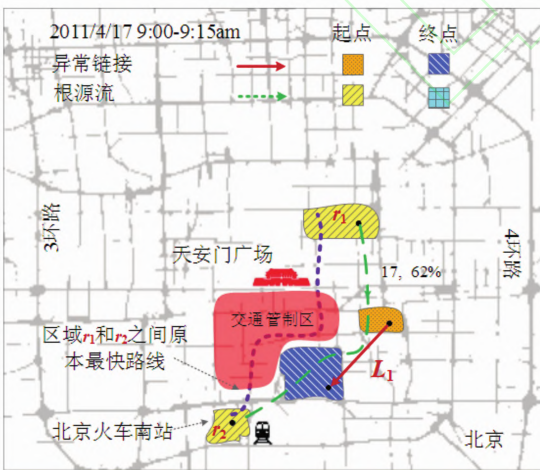 2011/4/17 9:00-9:15am
起点
终点
异常链接
根源流
r1
3环路
天安门广场
4环路
17, 62%
交通管制区
区域r1和r2之间原
本最快路线
L1
北京火车南站
r2
北京